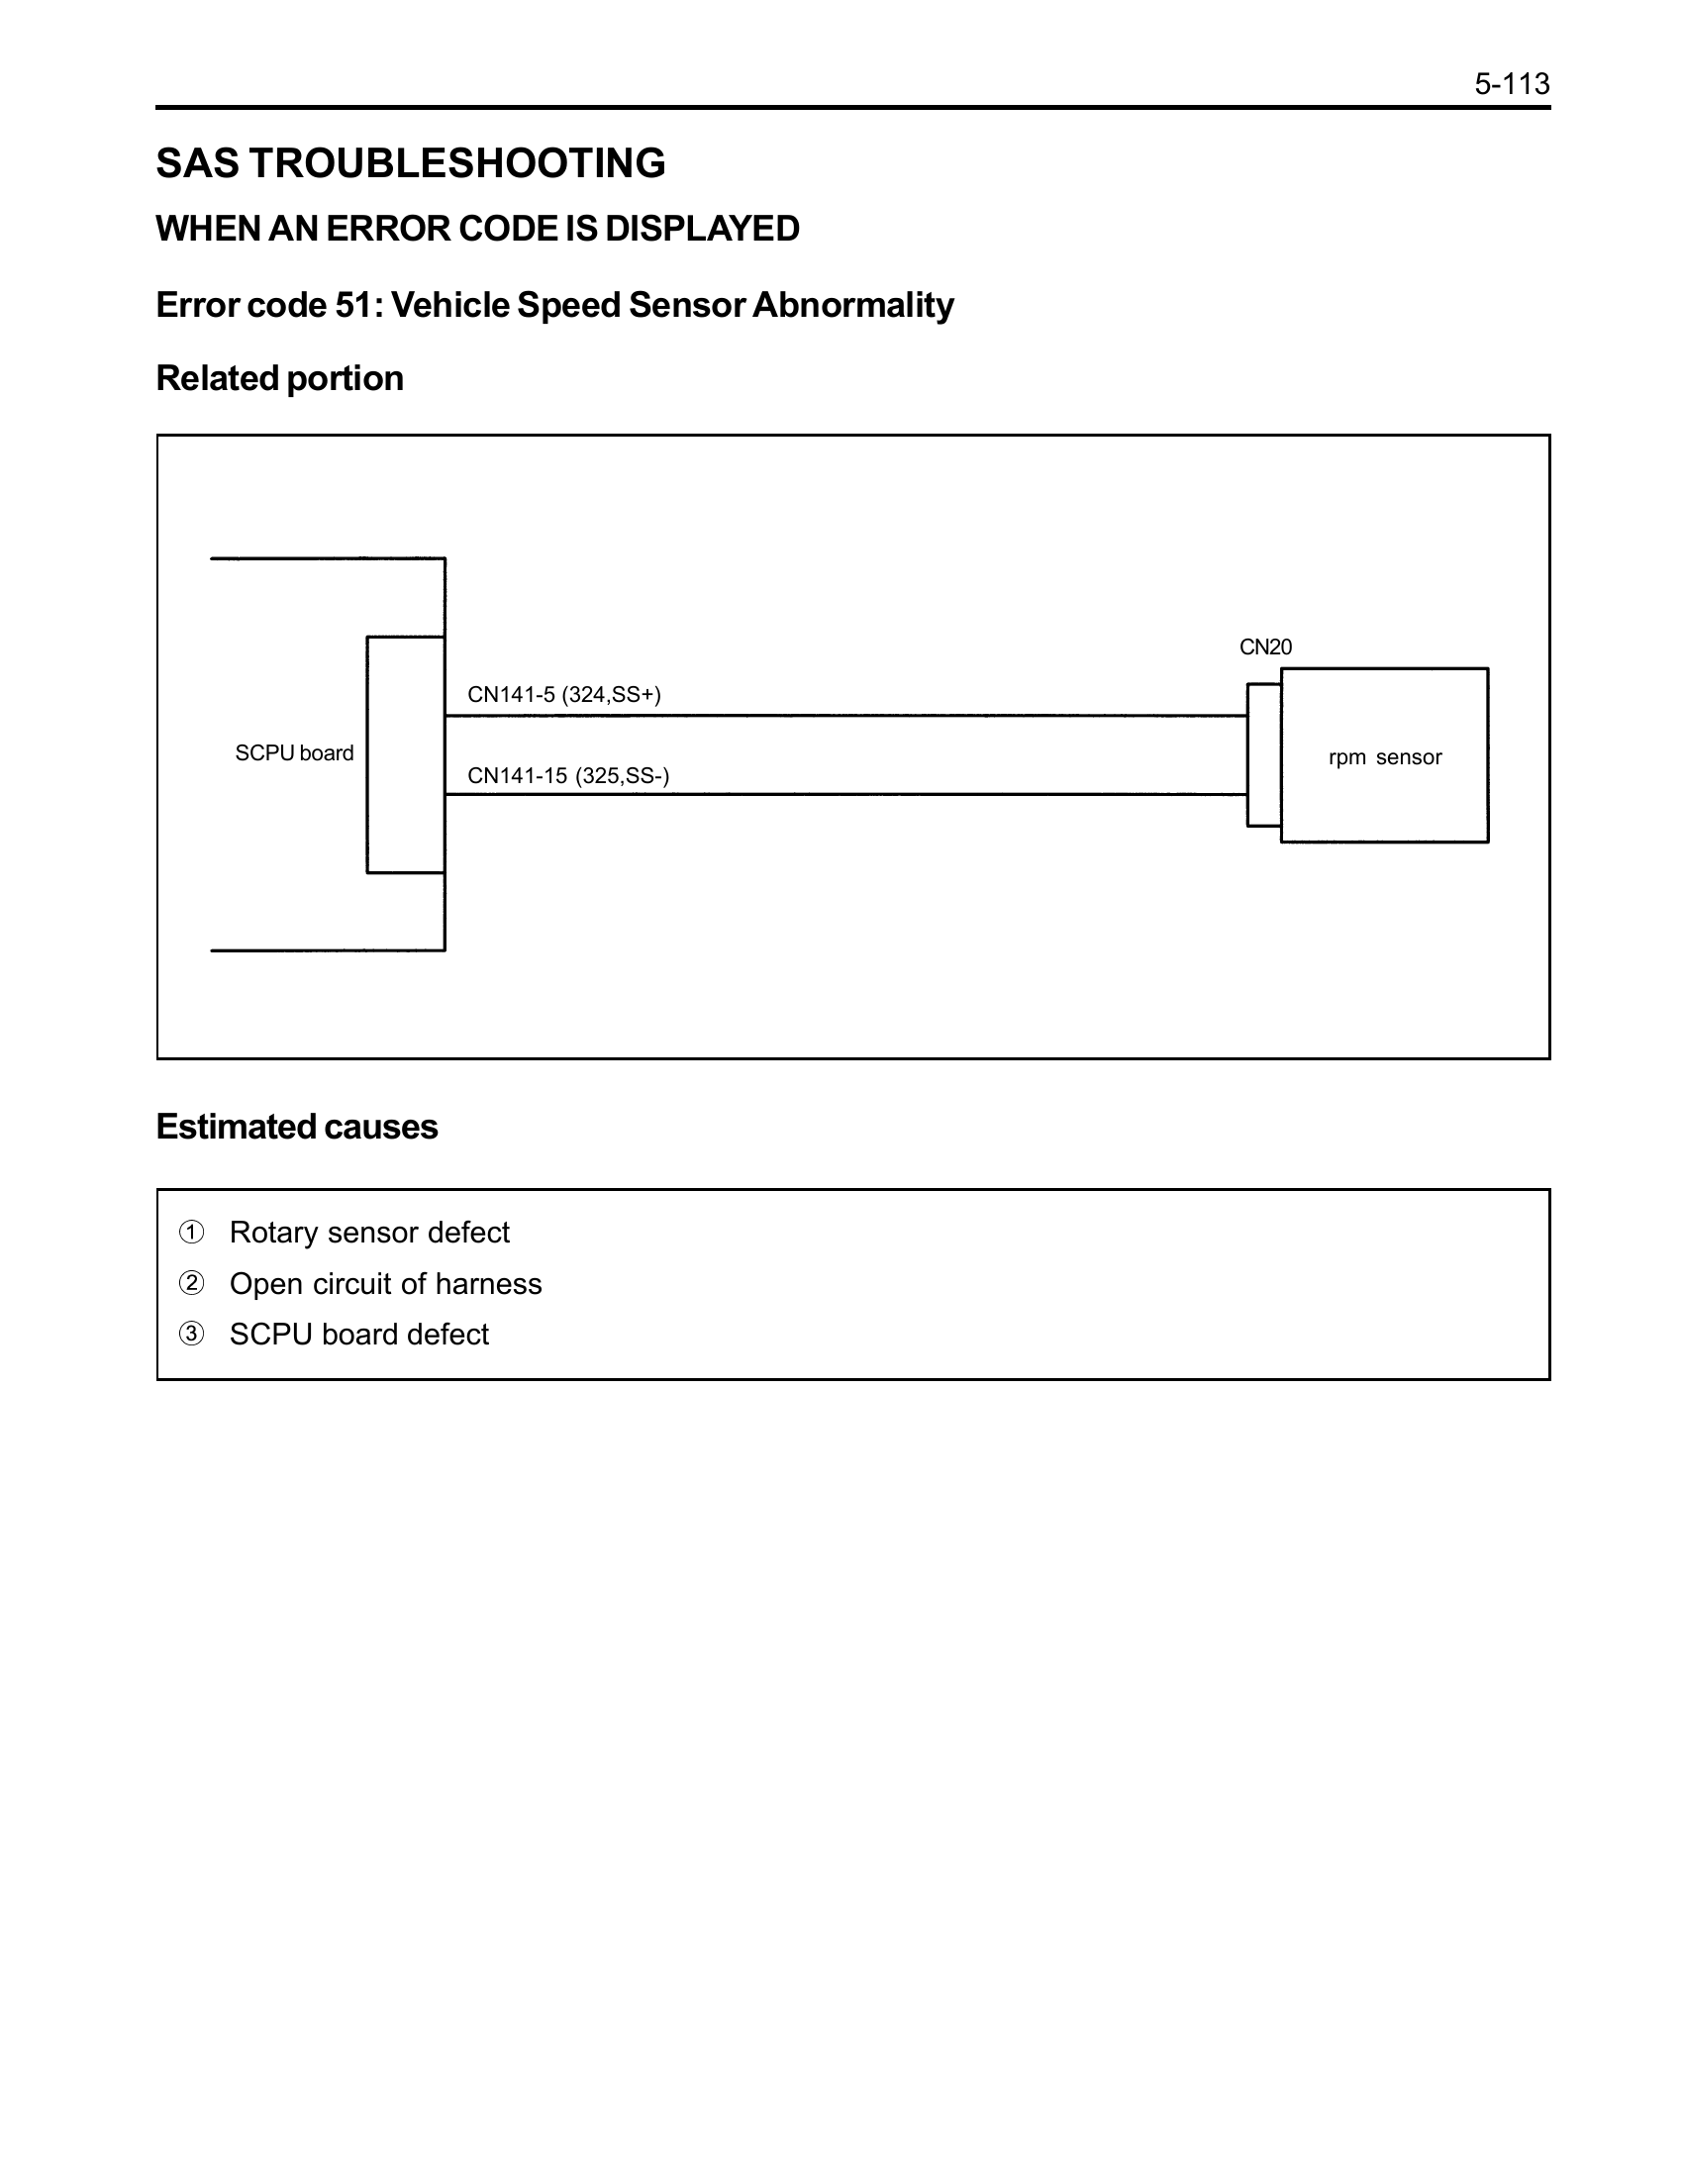 5-113
SAS TROUBLESHOOTING
WHEN AN ERROR CODE IS DISPLAYED
Error code 51: Vehicle Speed Sensor Abnormality
Related portion
CN20
CN141-5 (324,SS+)
SCPU board
rpm sensor
CN141-15 (325,SS-)
Estimated causes
① Rotary sensor defect
② Open circuit of harness
③ SCPU board defect